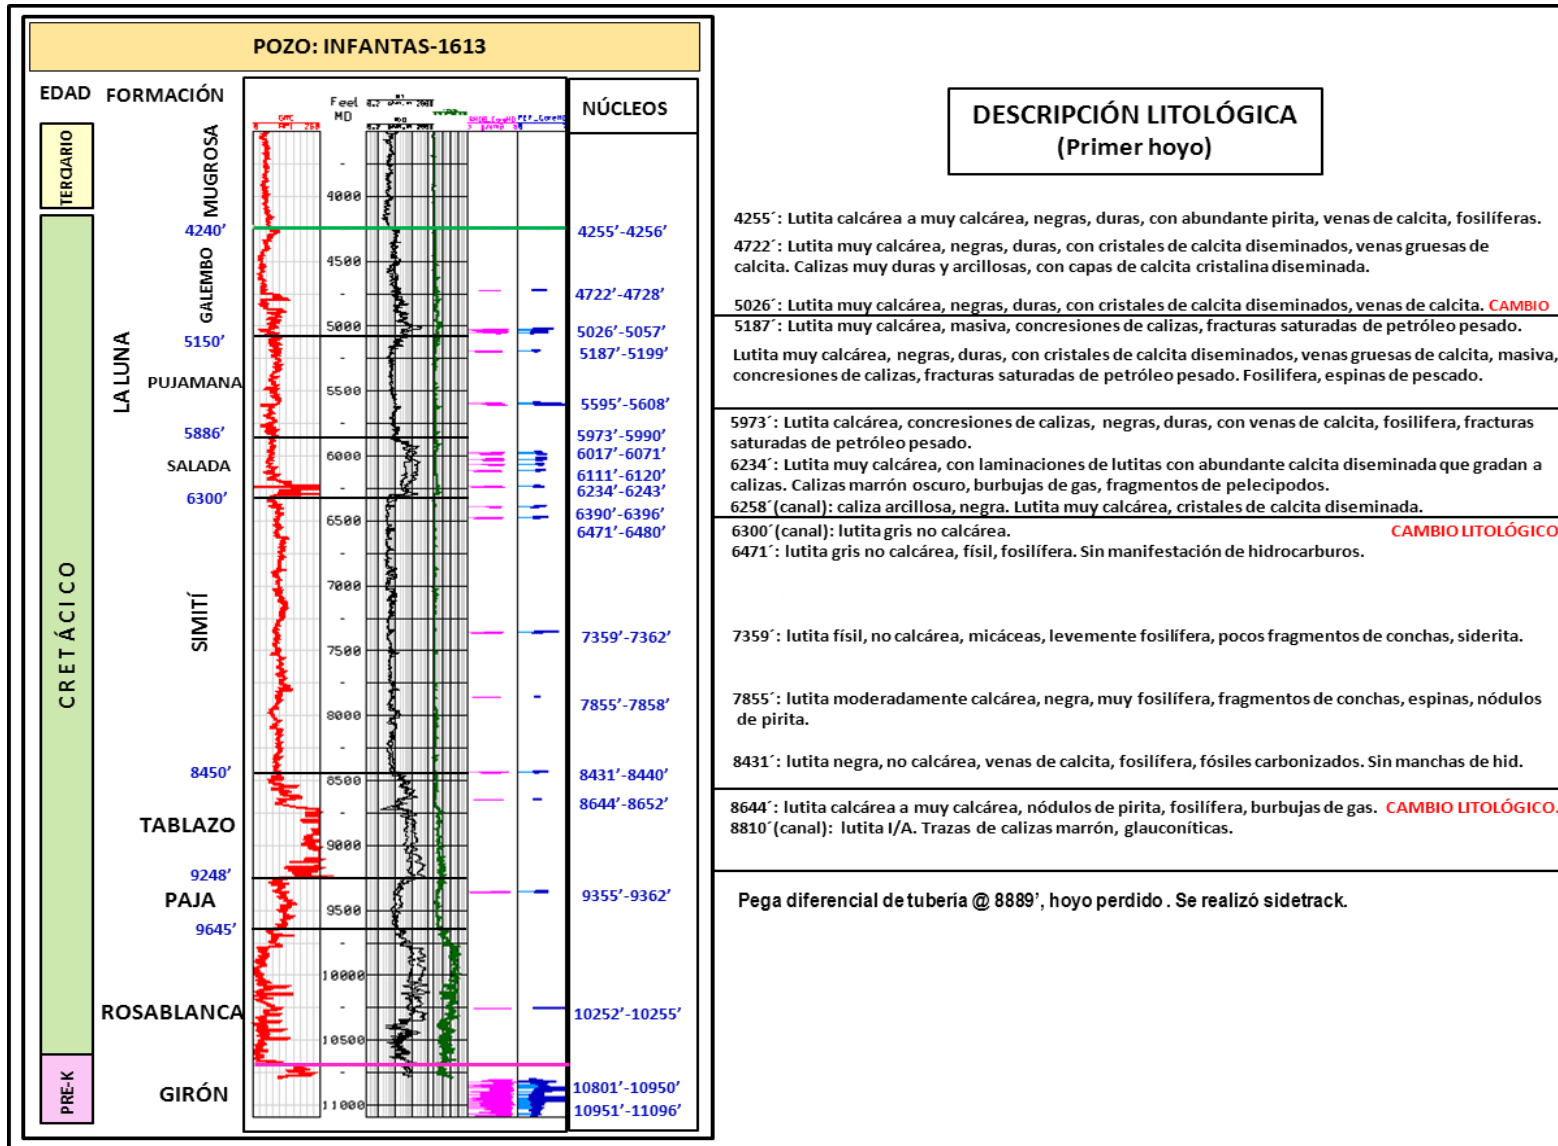 POZO: INFANTAS-1613
EDAD FORMACIÓN
Feel
MD
NÚCLEOS
TERCIARIO
MUGROSA
4000
4240’
4255’-4256’
CRETÁCICO
LA LUNA
GALEMBO
4500
4722’-4728’
5000
5026’-5057’
5150’
5187’-5199’
PUJAMANA
5500
5595’-5608’
5886’
5973’-5990’
6017’-6071’
SALADA
6000
6111’-6120’
6234’-6243’
6300’
6390’-6396’
6500
6471’-6480’
SIMITÍ
7000
7359’-7362’
7500
7855’-7858’
8000
8450’
8431’-8440’
8500
8644’-8652’
TABLAZO
9000
9248’
PAJA
9355’-9362’
9500
9645’
10000
ROSABLANCA
10252’-10255’
10500
PRE-K
GIRÓN
10801’-10950’
11000
10951’-11096’
DESCRIPCIÓN LITOLÓGICA
(Primer hoyo)
4255´: Lutita calcárea a muy calcárea, negras, duras, con abundante pirita, venas de calcita, fosilíferas.
4722´: Lutita muy calcárea, negras, duras, con cristales de calcita diseminados, venas gruesas de
calcita. Calizas muy duras y arcillosas, con capas de calcita cristalina diseminada.
5026´: Lutita muy calcárea, negras, duras, con cristales de calcita diseminados, venas de calcita. CAMBIO
5187´: Lutita muy calcárea, masiva, concresiones de calizas, fracturas saturadas de petróleo pesado.
Lutita muy calcárea, negras, duras, con cristales de calcita diseminados, venas gruesas de calcita, masiva,
concresiones de calizas, fracturas saturadas de petróleo pesado. Fosilifera, espinas de pescado.
5973´: Lutita calcárea, concresiones de calizas, negras, duras, con venas de calcita, fosilifera, fracturas
saturadas de petróleo pesado.
6234´: Lutita muy calcárea, con laminaciones de lutitas con abundante calcita diseminada que gradan a
calizas. Calizas marrón oscuro, burbujas de gas, fragmentos de pelecipodos.
6258´(canal): caliza arcillosa, negra. Lutita muy calcárea, cristales de calcita diseminada.
6300´(canal): lutita gris no calcárea. CAMBIO LITOLÓGICO
6471´: lutita gris no calcárea, físil, fosilífera. Sin manifestación de hidrocarburos.
7359´: lutita físil, no calcárea, micáceas, levemente fosilífera, pocos fragmentos de conchas, siderita.
7855´: lutita moderadamente calcárea, negra, muy fosilífera, fragmentos de conchas, espinas, nódulos
de pirita.
8431´: lutita negra, no calcárea, venas de calcita, fosilífera, fósiles carbonizados. Sin manchas de hid.
8644´: lutita calcárea a muy calcárea, nódulos de pirita, fosilífera, burbujas de gas. CAMBIO LITOLÓGICO.
8810´(canal): lutita I/A. Trazas de calizas marrón, glauconíticas.
Pega diferencial de tubería @ 8889’, hoyo perdido . Se realizó sidetrack.